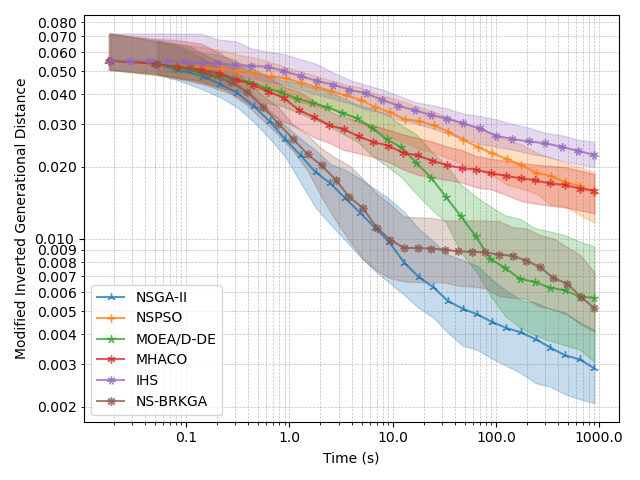 Modified Inverted Generational Distance
0.080
0.070
0.060
0.050
0.040
0.030
0.020
0.010
0.009
0.008
0.007
0.006
0.005
0.004
0.003
0.002
NSGA-II
NSPSO
MOEA/D-DE
MHACO
IHS
NS-BRKGA
0.1 1.0 10.0 100.0 1000.0
Time (s)